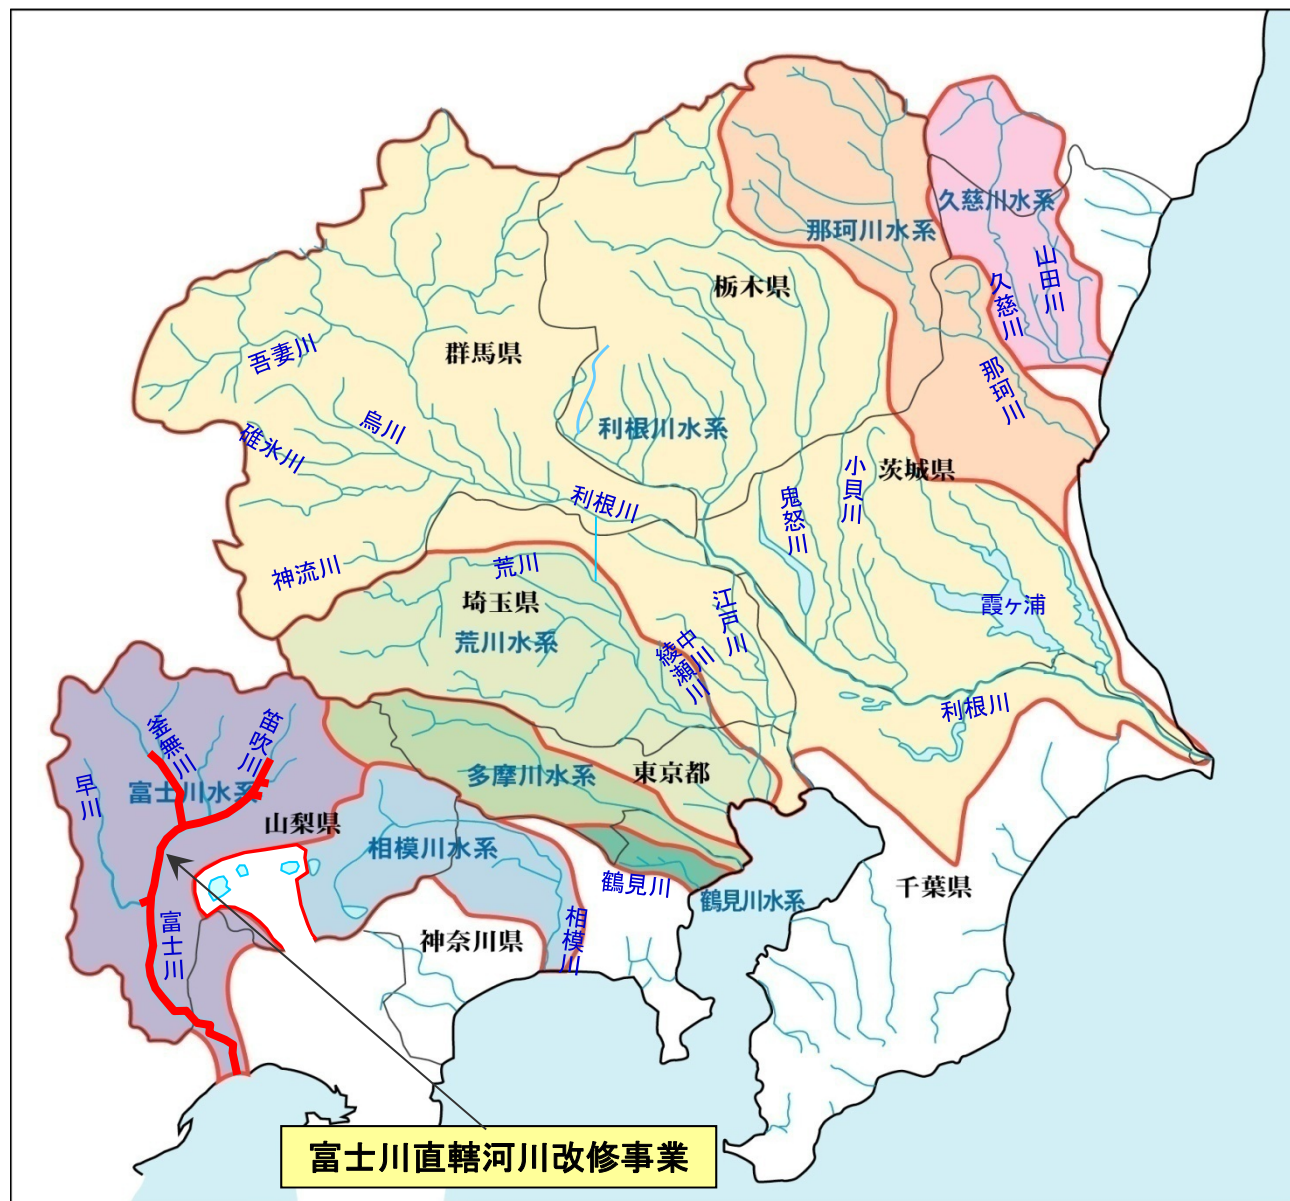 久慈川水系
那珂川水系
山田川
久慈川
栃木県
吾妻川
群馬県
那珂川
烏川
利根川水系
碓氷川
小貝川
茨城県
鬼怒川
利根川
神流川
荒川
埼玉県
江戸川
霞ヶ浦
荒川水系
中川
綾瀬川
利根川
釜無川
笛吹川
早川
富士川水系
多摩川水系
東京都
山梨県
相模川水系
鶴見川
千葉県
鶴見川水系
富士川
神奈川県
相模川
富士川直轄河川改修事業